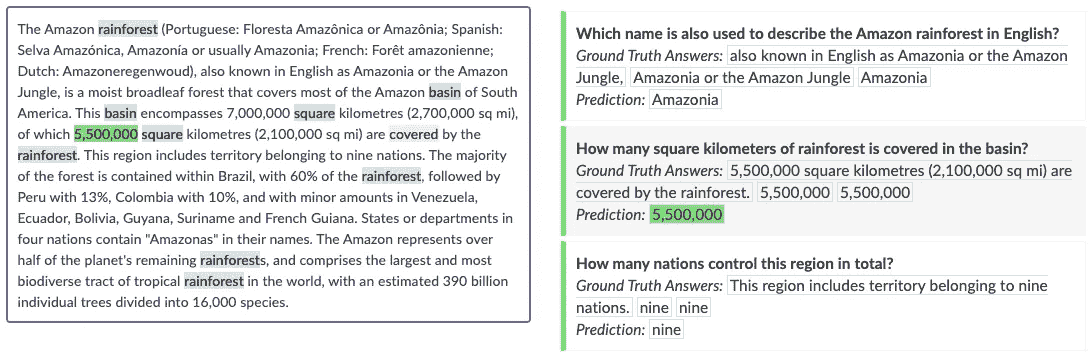 The Amazon rainforest (Portuguese: Floresta Amazônica or Amazônia; Spanish:
Selva Amazónica, Amazonía or usually Amazonia; French: Forêt amazonienne;
Dutch: Amazoneregenwoud), also known in English as Amazonia or the Amazon
Jungle, is a moist broadleaf forest that covers most of the Amazon basin of South
America. This basin encompasses 7,000,000 square kilometres (2,700,000 sq mi),
of which 5,500,000 square kilometres (2,100,000 sq mi) are covered by the
rainforest. This region includes territory belonging to nine nations. The majority
of the forest is contained within Brazil, with 60% of the rainforest, followed by
Peru with 13%, Colombia with 10%, and with minor amounts in Venezuela,
Ecuador, Bolivia, Guyana, Suriname and French Guiana. States or departments in
four nations contain "Amazonas" in their names. The Amazon represents over
half of the planet's remaining rainforests, and comprises the largest and most
biodiverse tract of tropical rainforest in the world, with an estimated 390 billion
individual trees divided into 16,000 species.
Which name is also used to describe the Amazon rainforest in English?
Ground Truth Answers: also known in English as Amazonia or the Amazon
Jungle, Amazonia or the Amazon Jungle Amazonia
Prediction: Amazonia
How many square kilometers of rainforest is covered in the basin?
Ground Truth Answers: 5,500,000 square kilometres (2,100,000 sq mi) are
covered by the rainforest. 5,500,000 5,500,000
Prediction: 5,500,000
How many nations control this region in total?
Ground Truth Answers: This region includes territory belonging to nine
nations. nine nine
Prediction: nine